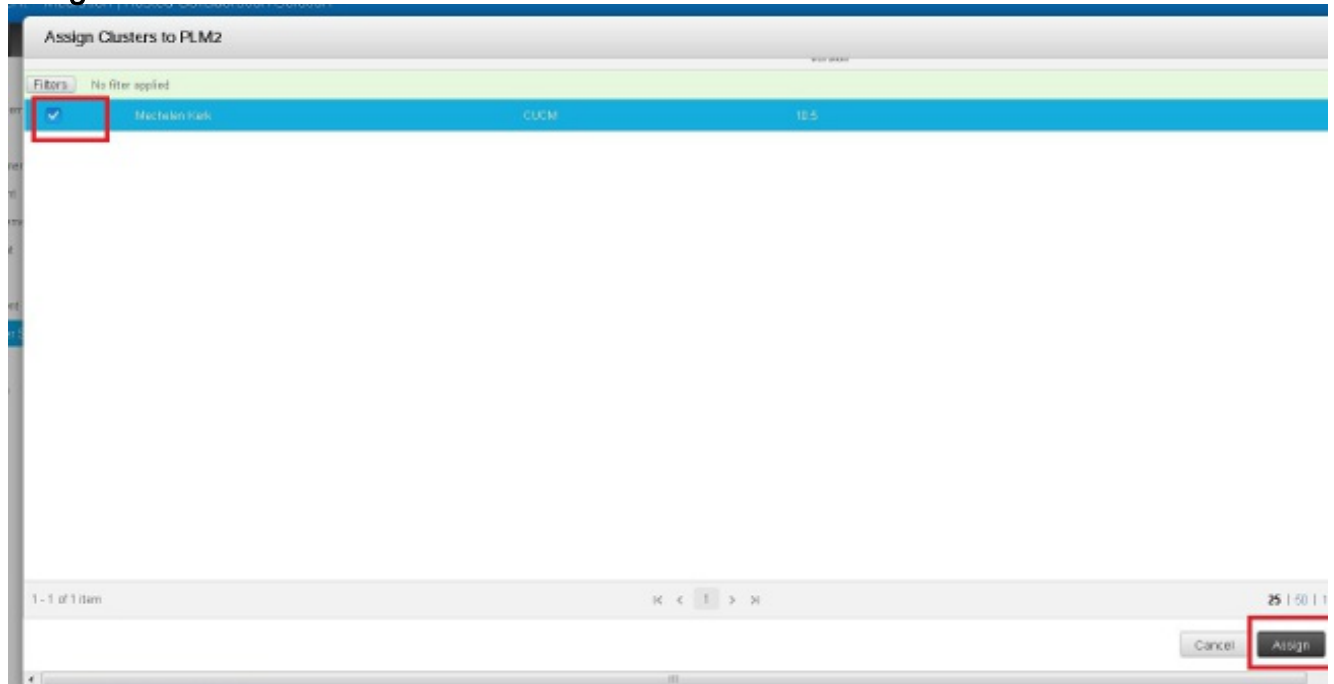 Assign Clusters to PLM2
Filters No filter applied
CUCM 10.5
1 - 1 of 1 item 1 25 | 50 | 1
Cancel Assign